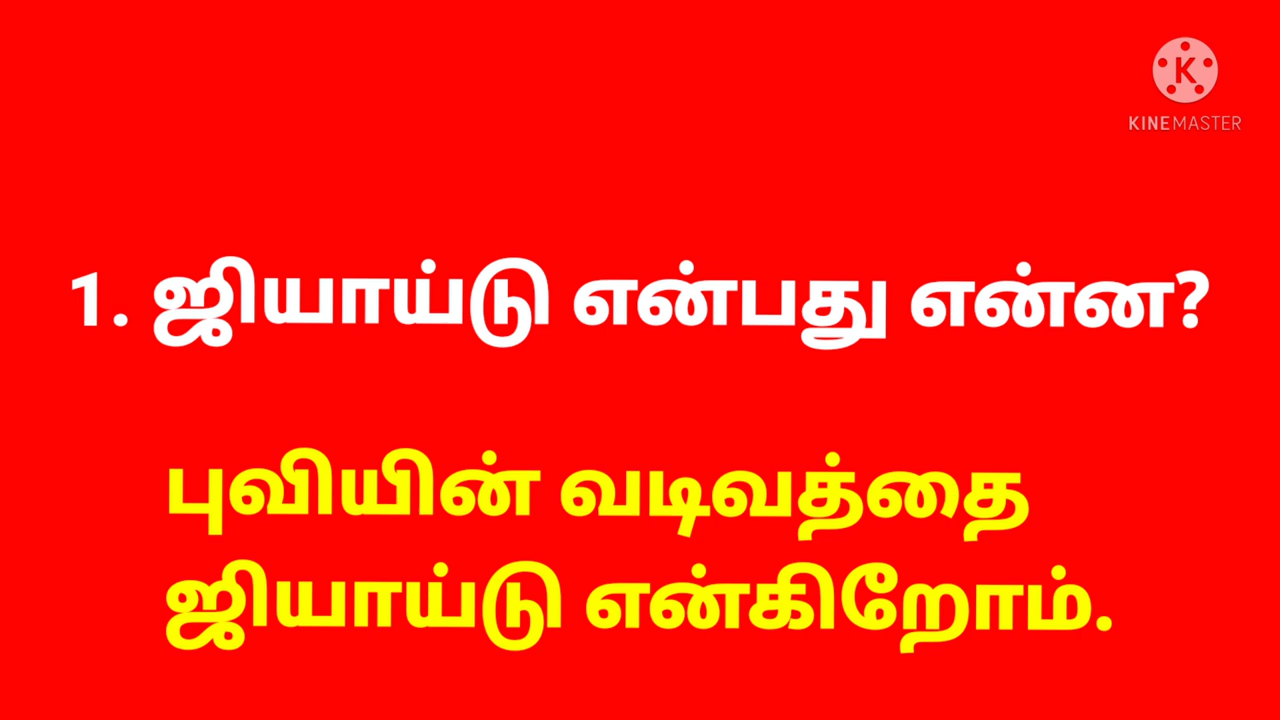 K
KINEMASTER
1. ஜியாய்டு என்பது என்ன?
புவியின் வடிவத்தை
ஜியாய்டு என்கிறோம்.